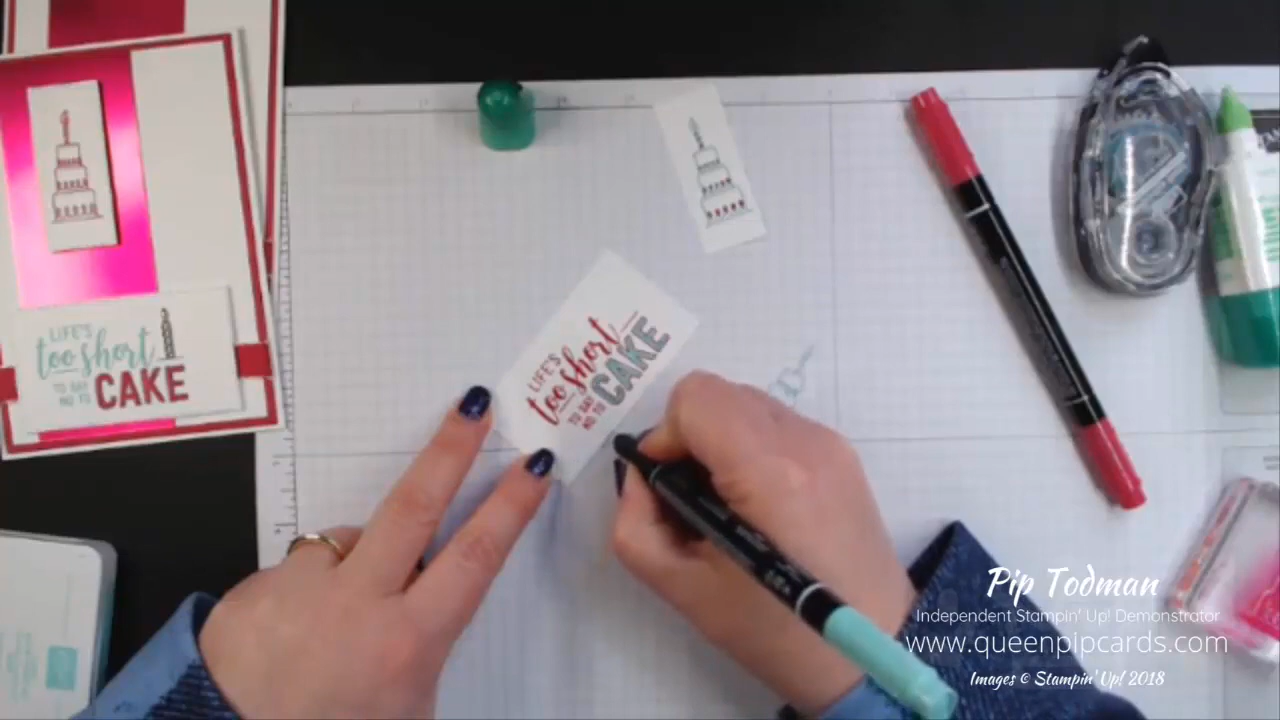 LIFE'S
too short
TO SAY
NO TO CAKE
LIFE'S
too short
TO SAY
NO TO CAKE
Pip Todman
Independent Stampin' Up! Demonstrator
www.queenpipcards.com
Images © Stampin' Up! 2018